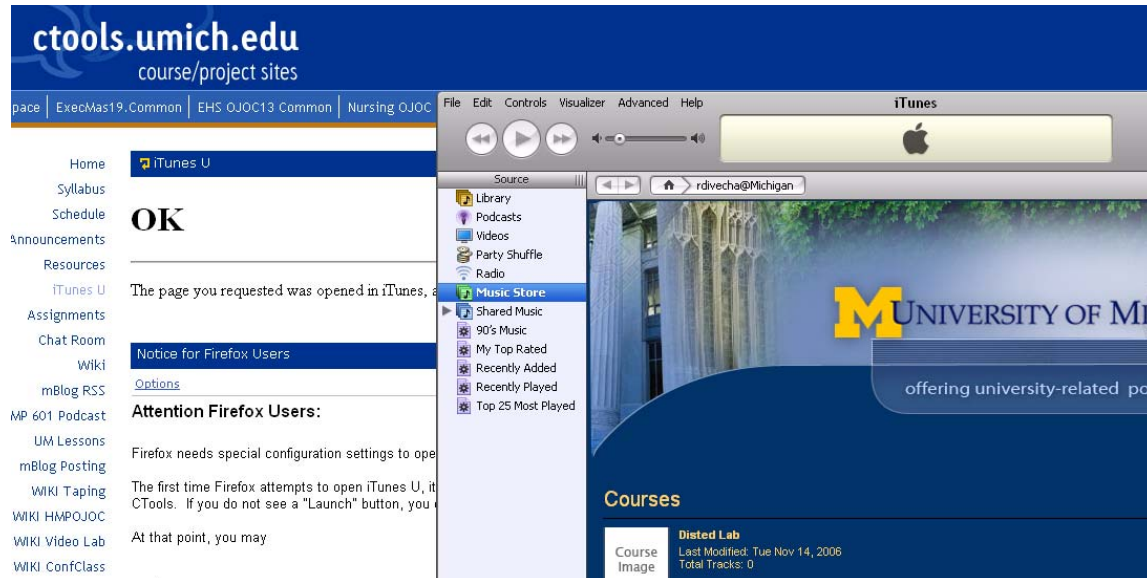 ctools.umich.edu
course/project sites
pace | ExecMas19.Common | EHS OJOC13 Common | Nursing OJOC
Home
Syllabus
Schedule
Announcements
Resources
iTunes U
Assignments
Chat Room
Wiki
mBlog RSS
MP 601 Podcast
UM Lessons
mBlog Posting
WIKI Taping
WIKI HMPOJOC
WIKI Video Lab
WIKI ConfClass
iTunes U
OK
The page you requested was opened in iTunes, a
Notice for Firefox Users
Options
Attention Firefox Users:
Firefox needs special configuration settings to ope
The first time Firefox attempts to open iTunes U, it
CTools. If you do not see a "Launch" button, you
At that point, you may
File Edit Controls Visualizer Advanced Help
iTunes
Source
Library
Podcasts
Videos
Party Shuffle
Radio
Music Store
Shared Music
90's Music
My Top Rated
Recently Added
Recently Played
Top 25 Most Played
rdivecha@Michigan
M UNIVERSITY OF MI
offering university-related po
Courses
Course
Image
Disted Lab
Last Modified: Tue Nov 14, 2006
Total Tracks: 0